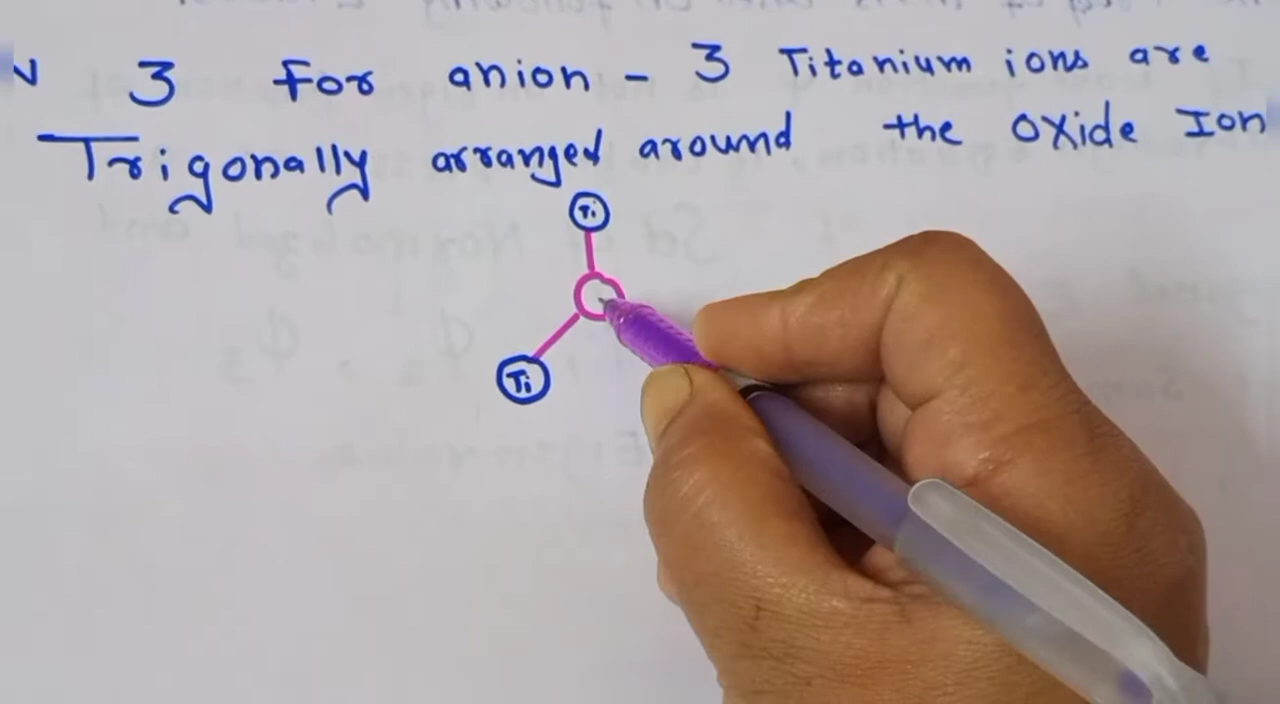 3 For anion - 3 Titanium ions are
Trigonally arranged around the Oxide Ion
Ti
Ti